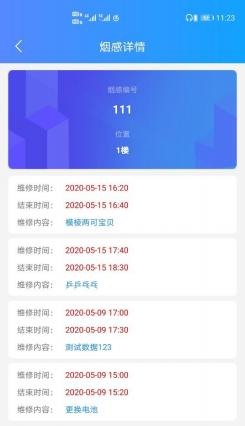 11:23
烟感详情
烟感编号
111
位置
1楼
维修时间： 2020-05-15 16:20
结束时间： 2020-05-15 16:40
维修内容： 模棱两可宝贝
维修时间： 2020-05-15 17:40
结束时间： 2020-05-15 18:30
维修内容： 乒乒乓乓
维修时间： 2020-05-09 17:00
结束时间： 2020-05-09 17:30
维修内容： 测试数据123
维修时间： 2020-05-09 15:00
结束时间： 2020-05-09 15:20
维修内容： 更换电池